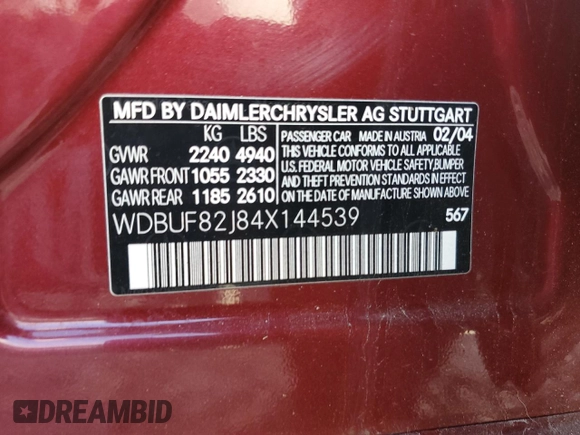 MFD BY DAIMLERCHRYSLER AG STUTTGART
KG LBS
GVWR 2240 4940
GAWR FRONT 1055 2330
GAWR REAR 1185 2610
PASSENGER CAR MADE IN AUSTRIA 02/04
THIS VEHICLE CONFORMS TO ALL APPLICABLE
U.S. FEDERAL MOTOR VEHICLE SAFETY, BUMPER
AND THEFT PREVENTION STANDARDS IN
EFFECT ON THE DATE OF MANUFACTURE
SHOWN ABOVE.
WDBUF82J84X144539
567
DREAMBID